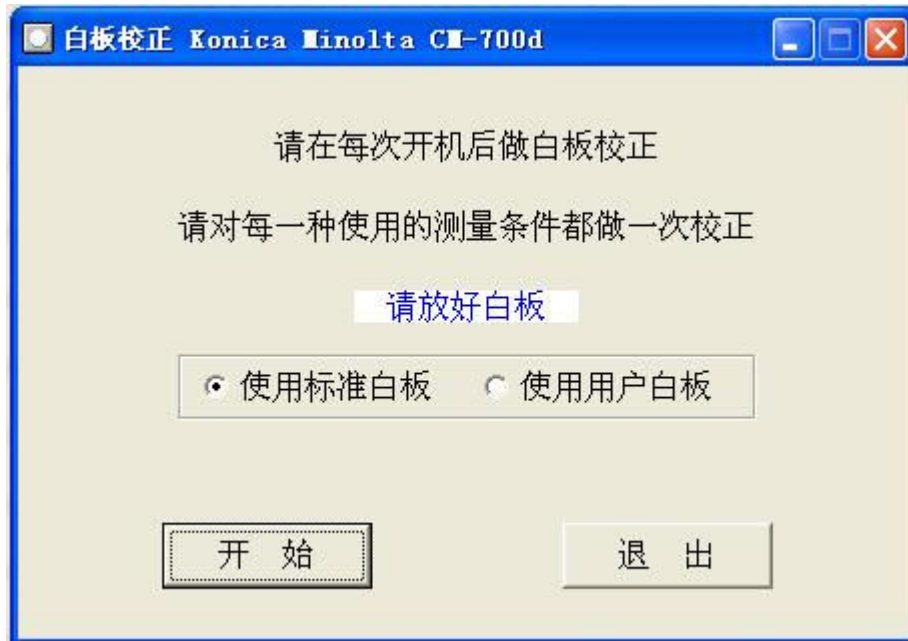 白板校正 Konica Minolta CM-700d
请在每次开机后做白板校正
请对每一种使用的测量条件都做一次校正
请放好白板
使用标准白板 使用用户白板
开 始 退 出